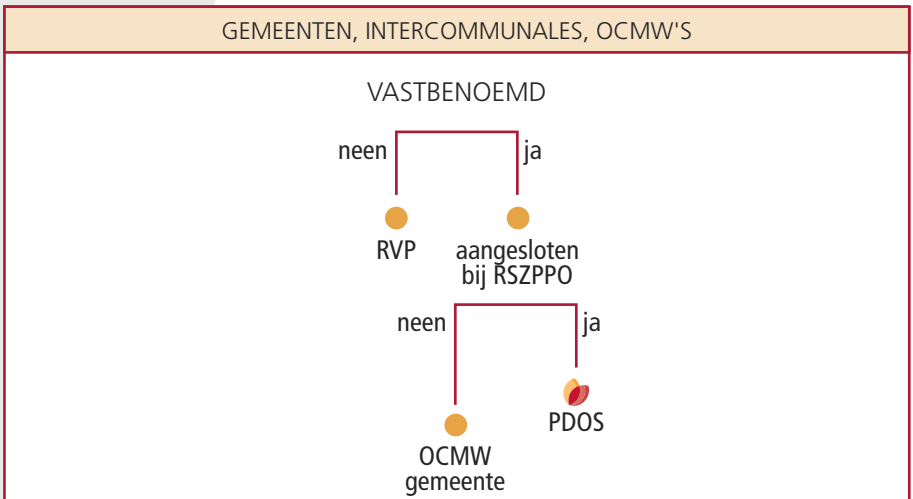 GEMEENTEN, INTERCOMMUNALES, OCMW'S
VASTBENOEMD
neen
ja
RVP
aangesloten
bij RSZPPO
neen
ja
PDOS
OCMW
gemeente